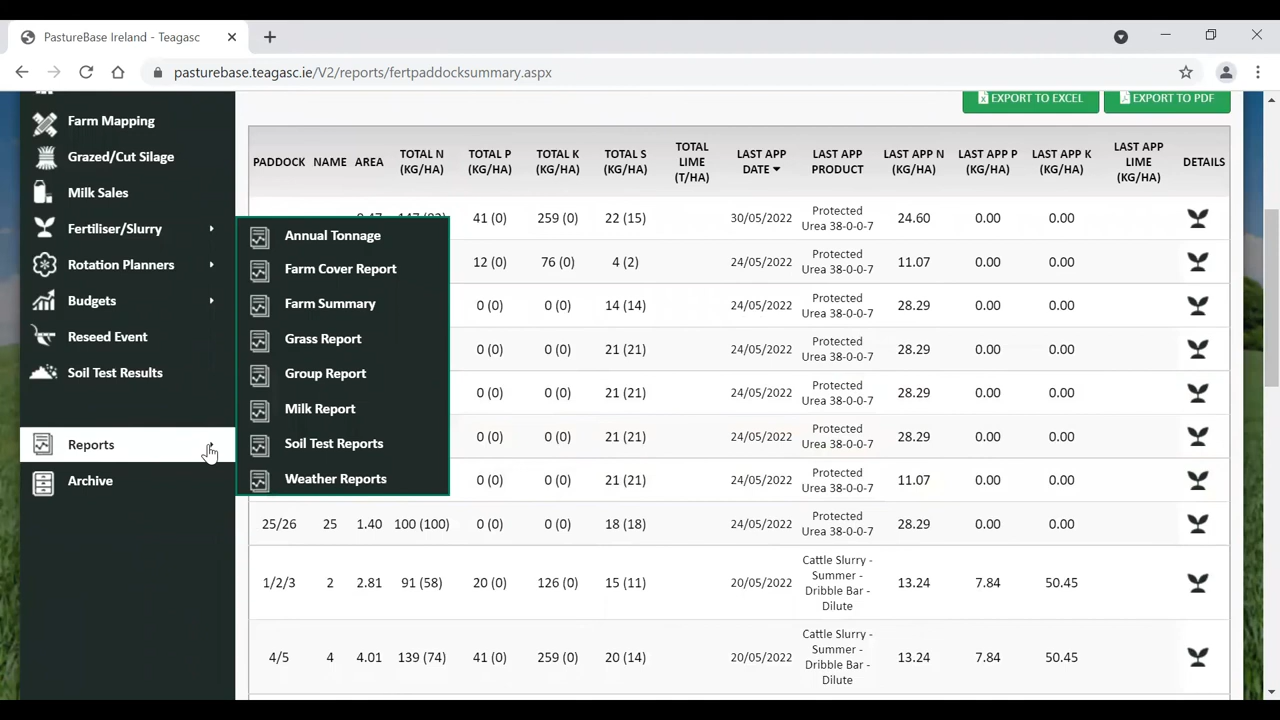 PastureBase Ireland - Teagasc
pasturebase.teagasc.ie/V2/reports/fertpaddocksummary.aspx
EXPORT TO EXCEL
EXPORT TO PDF
Farm Mapping
Grazed/Cut Silage
Milk Sales
Fertiliser/Slurry
Rotation Planners
Budgets
Reseed Event
Soil Test Results
Reports
Archive
Annual Tonnage
Farm Cover Report
Farm Summary
Grass Report
Group Report
Milk Report
Soil Test Reports
Weather Reports
PADDOCK NAME AREA TOTAL N (KG/HA) TOTAL P (KG/HA) TOTAL K (KG/HA) TOTAL S (KG/HA) TOTAL LIME (T/HA) LAST APP DATE LAST APP PRODUCT LAST APP N (KG/HA) LAST APP P (KG/HA) LAST APP K (KG/HA) LAST APP LIME (KG/HA) DETAILS
41 (0) 259 (0) 22 (15) 30/05/2022 Protected Urea 38-0-0-7 24.60 0.00 0.00
12 (0) 76 (0) 4 (2) 24/05/2022 Protected Urea 38-0-0-7 11.07 0.00 0.00
0 (0) 0 (0) 14 (14) 24/05/2022 Protected Urea 38-0-0-7 28.29 0.00 0.00
0 (0) 0 (0) 21 (21) 24/05/2022 Protected Urea 38-0-0-7 28.29 0.00 0.00
0 (0) 0 (0) 21 (21) 24/05/2022 Protected Urea 38-0-0-7 28.29 0.00 0.00
0 (0) 0 (0) 21 (21) 24/05/2022 Protected Urea 38-0-0-7 28.29 0.00 0.00
0 (0) 0 (0) 21 (21) 24/05/2022 Protected Urea 38-0-0-7 11.07 0.00 0.00
25/26 25 1.40 100 (100) 0 (0) 0 (0) 18 (18) 24/05/2022 Protected Urea 38-0-0-7 28.29 0.00 0.00
1/2/3 2 2.81 91 (58) 20 (0) 126 (0) 15 (11) 20/05/2022 Cattle Slurry - Summer - Dribble Bar - Dilute 13.24 7.84 50.45
4/5 4 4.01 139 (74) 41 (0) 259 (0) 20 (14) 20/05/2022 Cattle Slurry - Summer - Dribble Bar - Dilute 13.24 7.84 50.45